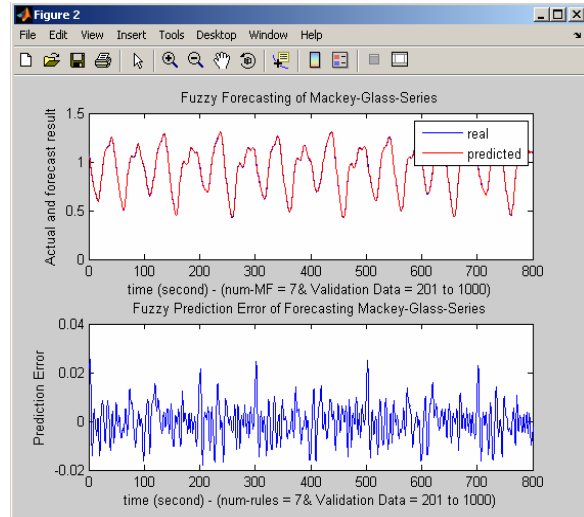 Figure 2
File Edit View Insert Tools Desktop Window Help
Fuzzy Forecasting of Mackey-Glass-Series
Actual and forecast result
1.5
1
0.5
0
real
predicted
0 100 200 300 400 500 600 700 800
time (second) - (num-MF = 7& Validation Data = 201 to 1000)
Fuzzy Prediction Error of Forecasting Mackey-Glass-Series
Prediction Error
0.04
0.02
0
-0.02
0 100 200 300 400 500 600 700 800
time (second) - (num-rules = 7& Validation Data = 201 to 1000)